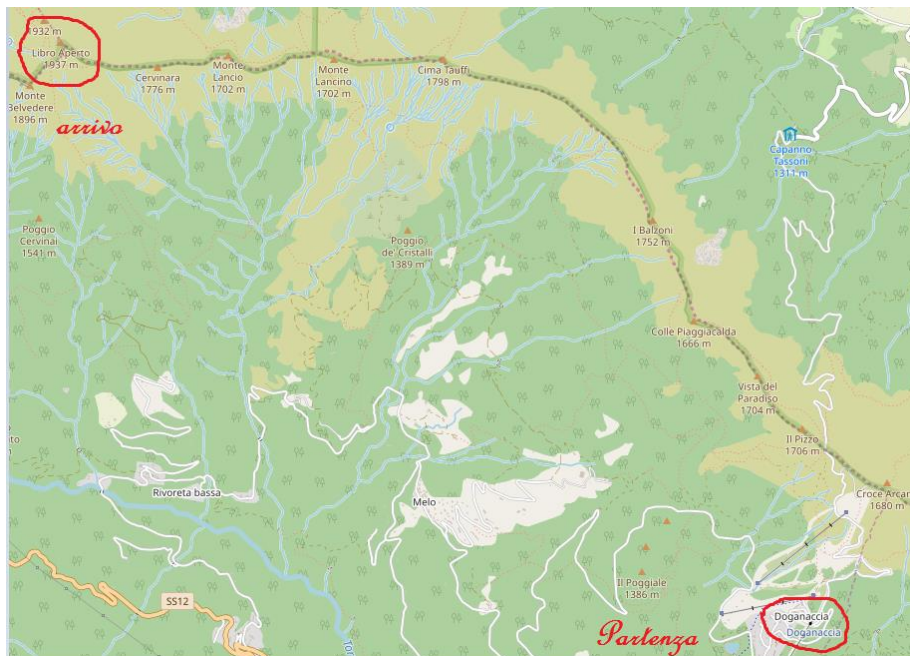 1932 m
Libro Aperto
1937 m
Cervinara
1776 m
Monte
Lancio
1702 m
Monte
Lancino
1702 m
Cima Tauffi
1798 m
Monte
Belvedere
1896 m
arrivo
Capanno
Tassoni
1311 m
Poggio
Cervinai
1541 m
Poggio
de' Cristalli
1389 m
I Balzoni
1752 m
Colle Piaggiacalda
1666 m
Vista del
Paradiso
1704 m
Il Pizzo
1706 m
Croce Arcan
1680 m
Rivoreta bassa
Melo
SS12
Il Poggiale
1386 m
Partenza
Doganaccia
Doganaccia